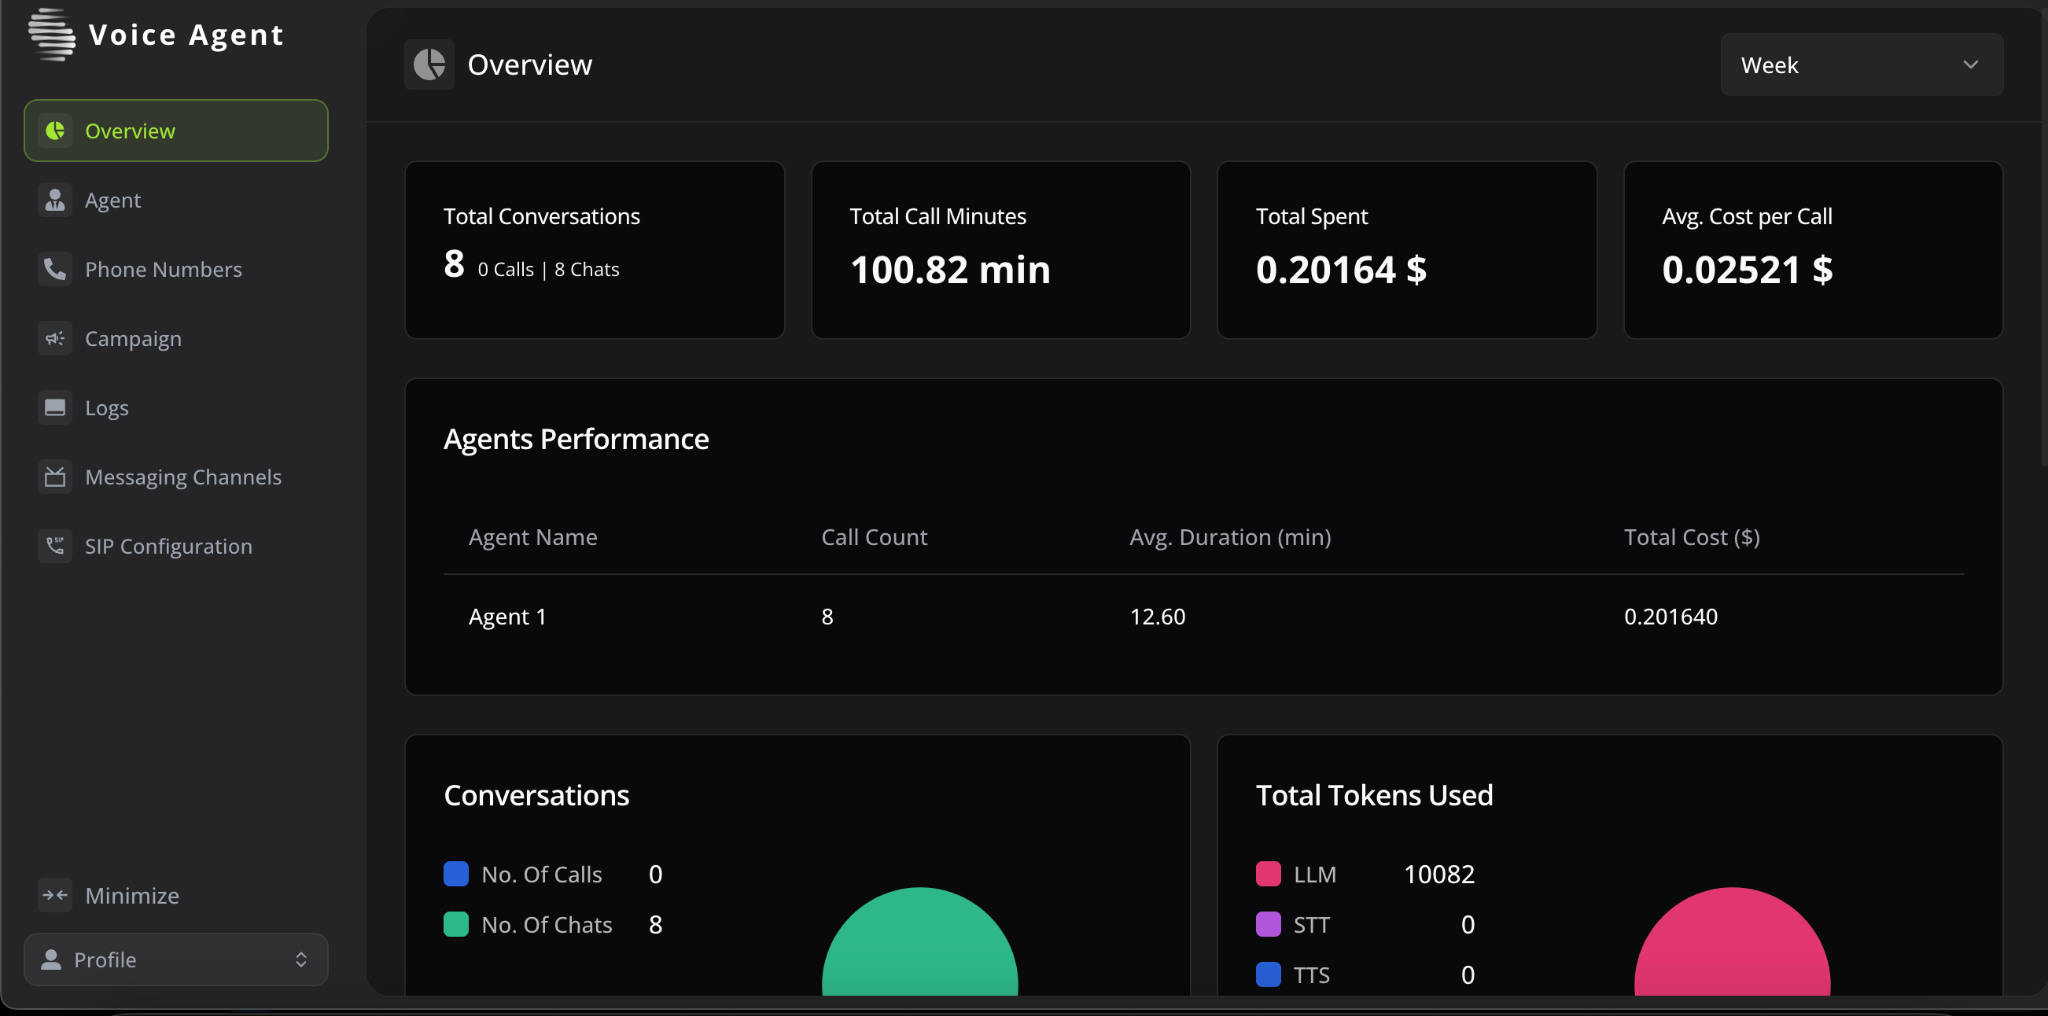 Voice Agent
Overview
Agent
Phone Numbers
Campaign
Logs
Messaging Channels
SIP
SIP Configuration
Minimize
Profile
Overview
Week
Total Conversations
8 0 Calls | 8 Chats
Total Call Minutes
100.82 min
Total Spent
0.20164 $
Avg. Cost per Call
0.02521 $
Agents Performance
Agent Name Call Count Avg. Duration (min) Total Cost ($)
Agent 1 8 12.60 0.201640
Conversations
No. Of Calls 0
No. Of Chats 8
Total Tokens Used
LLM 10082
STT 0
TTS 0